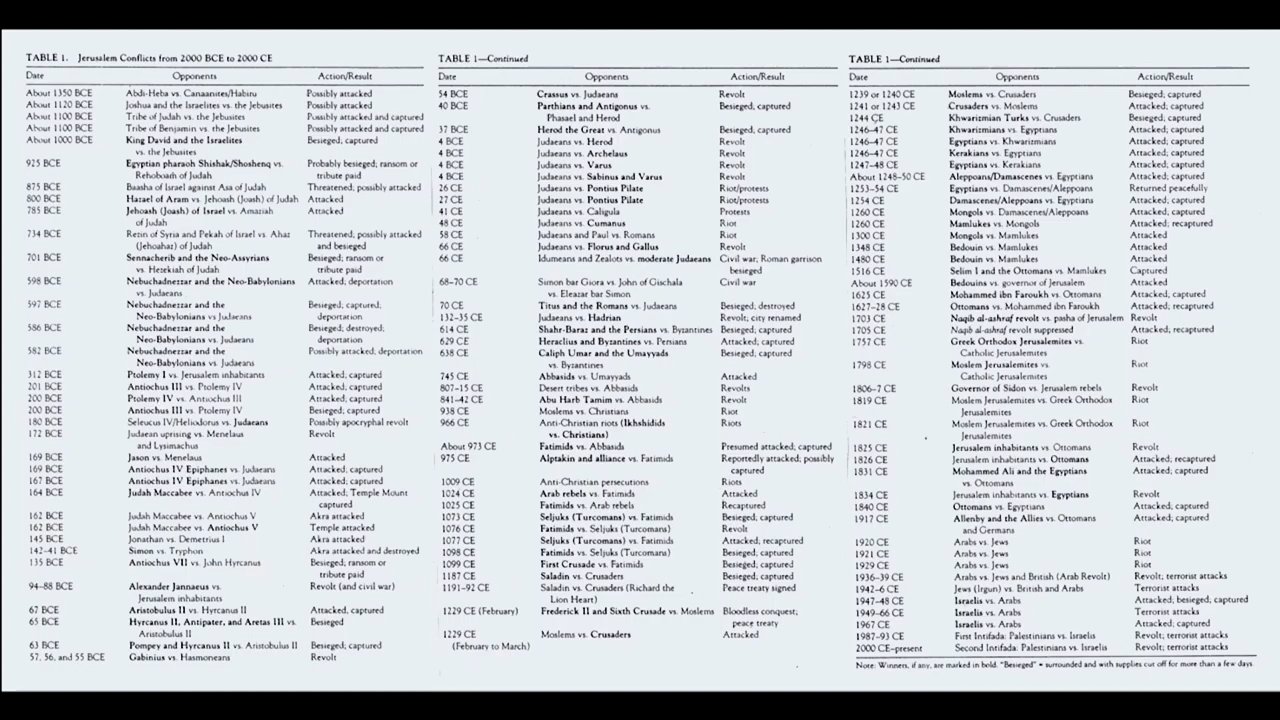 TABLE 1. Jerusalem Conflicts from 2000 BCE to 2000 CE
Date Opponents Action/Result
About 1350 BCE Abdi-Heba vs. Canaanites/Habiru Possibly attacked
About 1120 BCE Joshua and the Israelites vs. the Jebusites Possibly attacked
About 1100 BCE Tribe of Judah vs. the Jebusites Possibly attacked and captured
About 1100 BCE Tribe of Benjamin vs. the Jebusites Possibly attacked and captured
About 1000 BCE King David and the Israelites Besieged; captured
vs. the Jebusites
925 BCE Egyptian pharaoh Shishak/Shoshenq vs. Probably besieged; ransom or
Rehoboam of Judah tribute paid
875 BCE Baasha of Israel against Asa of Judah Threatened; possibly attacked
800 BCE Hazael of Aram vs. Jehoash (Joash) of Judah Attacked
785 BCE Jehoash (Joash) of Israel vs. Amaziah Attacked
of Judah
734 BCE Rezin of Syria and Pekah of Israel vs. Ahaz Threatened; possibly attacked
(Jehoahaz) of Judah and besieged
701 BCE Sennacherib and the Neo-Assyrians Besieged; ransom or
vs. Hezekiah of Judah tribute paid
598 BCE Nebuchadnezzar and the Neo-Babylonians Attacked; deportation
vs. Judaeans
597 BCE Nebuchadnezzar and the Besieged; captured;
Neo-Babylonians vs Judaeans deportation
586 BCE Nebuchadnezzar and the Besieged; destroyed;
Neo-Babylonians vs. Judaeans deportation
582 BCE Nebuchadnezzar and the Possibly attacked; deportation
Neo-Babylonians vs. Judaeans
312 BCE Ptolemy I vs. Jerusalem inhabitants Attacked; captured
201 BCE Antiochus III vs. Ptolemy IV Attacked; captured
200 BCE Ptolemy IV vs. Antiochus III Attacked; captured
200 BCE Antiochus III vs. Ptolemy IV Besieged; captured
180 BCE Seleucus IV/Heliodorus vs. Judaeans Possibly apocryphal revolt
172 BCE Judaean uprising vs. Menelaus Revolt
and Lysimachus
169 BCE Jason vs. Menelaus Attacked
169 BCE Antiochus IV Epiphanes vs. Judaeans Attacked; captured
167 BCE Antiochus IV Epiphanes vs. Judaeans Attacked; captured
164 BCE Judah Maccabee vs. Antiochus IV Attacked; Temple Mount
captured
162 BCE Judah Maccabee vs. Antiochus V Akra attacked
162 BCE Judah Maccabee vs. Antiochus V Temple attacked
145 BCE Jonathan vs. Demetrius I Akra attacked
142–41 BCE Simon vs. Tryphon Akra attacked and destroyed
135 BCE Antiochus VII vs. John Hyrcanus Besieged; ransom or
tribute paid
94–88 BCE Alexander Jannaeus vs. Revolt (and civil war)
Jerusalem inhabitants
67 BCE Aristobulus II vs. Hyrcanus II Attacked, captured
65 BCE Hyrcanus II, Antipater, and Aretas III vs. Besieged
Aristobulus II
63 BCE Pompey and Hyrcanus II vs. Aristobulus II Besieged; captured
57, 56, and 55 BCE Gabinius vs. Hasmoneans Revolt
TABLE 1—Continued
Date Opponents Action/Result
54 BCE Crassus vs. Judaeans Revolt
40 BCE Parthians and Antigonus vs. Besieged; captured
Phasael and Herod
37 BCE Herod the Great vs. Antigonus Besieged; captured
4 BCE Judaeans vs. Herod Revolt
4 BCE Judaeans vs. Archelaus Revolt
4 BCE Judaeans vs. Varus Revolt
4 BCE Judaeans vs. Sabinus and Varus Revolt
26 CE Judaeans vs. Pontius Pilate Riot/protests
27 CE Judaeans vs. Pontius Pilate Riot/protests
41 CE Judaeans vs. Caligula Protests
48 CE Judaeans vs. Cumanus Riot
58 CE Judaeans and Paul vs. Romans Riot
66 CE Judaeans vs. Florus and Gallus Revolt
66 CE Idumeans and Zealots vs. moderate Judaeans Civil war; Roman garrison
besieged
68–70 CE Simon bar Giora vs. John of Gischala Civil war
vs. Eleazar bar Simon
70 CE Titus and the Romans vs. Judaeans Besieged; destroyed
132–35 CE Judaeans vs. Hadrian Revolt; city renamed
614 CE Shahr-Baraz and the Persians vs. Byzantines Besieged; captured
629 CE Heraclius and Byzantines vs. Persians Attacked; captured
638 CE Caliph Umar and the Umayyads Besieged; captured
vs. Byzantines
745 CE Abbasids vs. Umayyads Attacked
807–15 CE Desert tribes vs. Abbasids Revolts
841–42 CE Abu Harb Tamim vs. Abbasids Revolt
938 CE Moslems vs. Christians Riot
966 CE Anti-Christian riots (Ikhshidids Riots
vs. Christians)
About 973 CE Fatimids vs. Abbasids Presumed attacked; captured
975 CE Alptakin and alliance vs. Fatimids Reportedly attacked; possibly
captured
1009 CE Anti-Christian persecutions Riots
1024 CE Arab rebels vs. Fatimids Attacked
1025 CE Fatimids vs. Arab rebels Recaptured
1073 CE Seljuks (Turcomans) vs. Fatimids Besieged; captured
1076 CE Fatimids vs. Seljuks (Turcomans) Revolt
1077 CE Seljuks (Turcomans) vs. Fatimids Attacked; recaptured
1098 CE Fatimids vs. Seljuks (Turcomans) Besieged; captured
1099 CE First Crusade vs. Fatimids Besieged; captured
1187 CE Saladin vs. Crusaders Besieged; captured
1191–92 CE Saladin vs. Crusaders (Richard the Peace treaty signed
Lion Heart)
1229 CE (February) Frederick II and Sixth Crusade vs. Moslems Bloodless conquest;
peace treaty
1229 CE Moslems vs. Crusaders Attacked
(February to March)
TABLE 1—Continued
Date Opponents Action/Result
1239 or 1240 CE Moslems vs. Crusaders Besieged; captured
1241 or 1243 CE Crusaders vs. Moslems Attacked; captured
1244 CE Khwarizmian Turks vs. Crusaders Besieged; captured
1246–47 CE Khwarizmians vs. Egyptians Attacked; captured
1246–47 CE Egyptians vs. Khwarizmians Attacked; captured
1246–47 CE Kerakians vs. Egyptians Attacked; captured
1247–48 CE Egyptians vs. Kerakians Attacked; captured
About 1248–50 CE Aleppoans/Damascenes vs. Egyptians Attacked; captured
1253–54 CE Egyptians vs. Damascenes/Aleppoans Returned peacefully
1254 CE Damascenes/Aleppoans vs. Egyptians Attacked; captured
1260 CE Mongols vs. Damascenes/Aleppoans Attacked; captured
1260 CE Mamlukes vs. Mongols Attacked; recaptured
1300 CE Mongols vs. Mamlukes Attacked
1348 CE Bedouin vs. Mamlukes Attacked
1480 CE Bedouin vs. Mamlukes Attacked
1516 CE Selim I and the Ottomans vs. Mamlukes Captured
About 1590 CE Bedouins vs. governor of Jerusalem Attacked
1625 CE Mohammed ibn Faroukh vs. Ottomans Attacked; captured
1627–28 CE Ottomans vs. Mohammed ibn Faroukh Attacked; recaptured
1703 CE Naqib al-ashraf revolt vs. pasha of Jerusalem Revolt
1705 CE Naqib al-ashraf revolt suppressed Attacked; recaptured
1757 CE Greek Orthodox Jerusalemites vs. Riot
Catholic Jerusalemites
1798 CE Moslem Jerusalemites vs. Riot
Catholic Jerusalemites
1806–7 CE Governor of Sidon vs. Jerusalem rebels Revolt
1819 CE Moslem Jerusalemites vs. Greek Orthodox Riot
Jerusalemites
1821 CE Moslem Jerusalemites vs. Greek Orthodox Riot
Jerusalemites
1825 CE Jerusalem inhabitants vs. Ottomans Revolt
1826 CE Jerusalem inhabitants vs. Ottomans Attacked, recaptured
1831 CE Mohammed Ali and the Egyptians Attacked; captured
vs. Ottomans
1834 CE Jerusalem inhabitants vs. Egyptians Revolt
1840 CE Ottomans vs. Egyptians Attacked; captured
1917 CE Allenby and the Allies vs. Ottomans Attacked; captured
and Germans
1920 CE Arabs vs. Jews Riot
1921 CE Arabs vs. Jews Riot
1929 CE Arabs vs. Jews Riot
1936–39 CE Arabs vs. Jews and British (Arab Revolt) Revolt; terrorist attacks
1942–6 CE Jews (Irgun) vs. British and Arabs Terrorist attacks
1947–48 CE Israelis vs. Arabs Attacked; besieged; captured
1949–66 CE Israelis vs. Arabs Terrorist attacks
1967 CE Israelis vs. Arabs Attacked; captured
1987–93 CE First Intifada: Palestinians vs. Israelis Revolt; terrorist attacks
2000 CE–present Second Intifada: Palestinians vs. Israelis Revolt; terrorist attacks
Note: Winners, if any, are marked in bold. "Besieged" = surrounded and with supplies cut off for more than a few days.